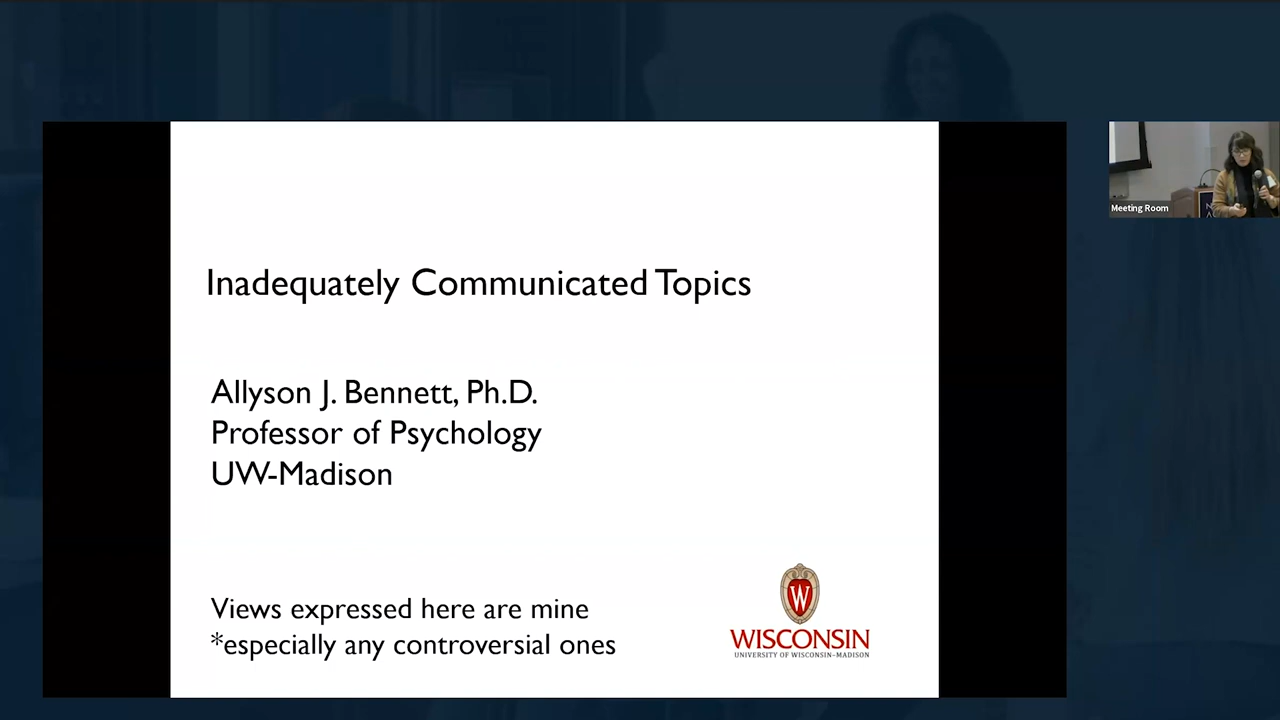 Inadequately Communicated Topics
Allyson J. Bennett, Ph.D.
Professor of Psychology
UW-Madison
Views expressed here are mine
*especially any controversial ones
W
WISCONSIN
UNIVERSITY OF WISCONSIN–MADISON
Meeting Room